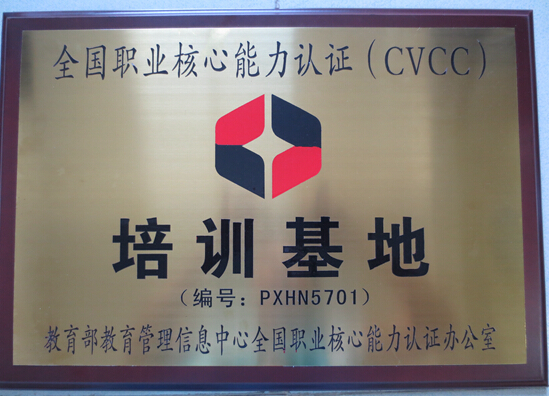 全国职业核心能力认证(CVCC)
培训基地
(编号：PXHN5701)
教育部教育管理信息中心全国职业核心能力认证办公室